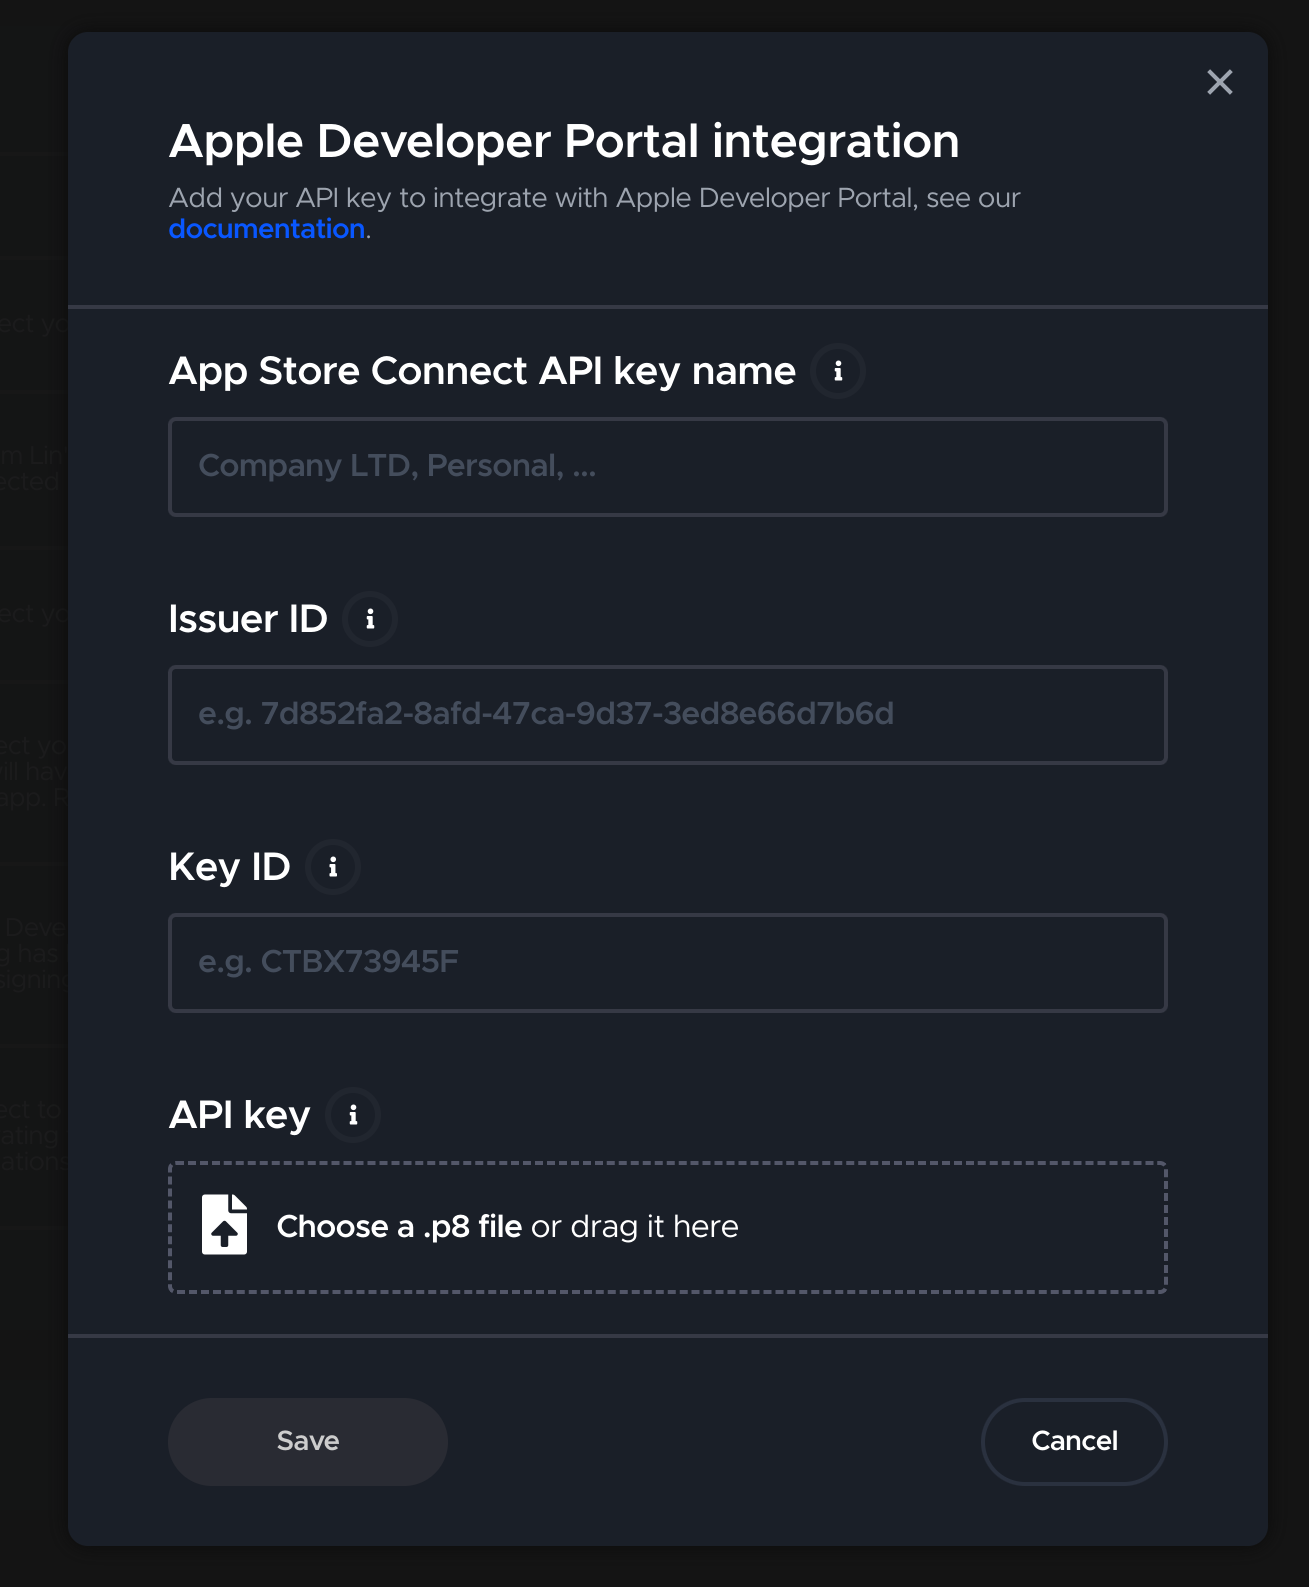 Apple Developer Portal integration
Add your API key to integrate with Apple Developer Portal, see our
documentation.
App Store Connect API key name
Company LTD, Personal, ...
Issuer ID
e.g. 7d852fa2-8afd-47ca-9d37-3ed8e66d7b6d
Key ID
e.g. CTBX73945F
API key
Choose a .p8 file or drag it here
Save
Cancel